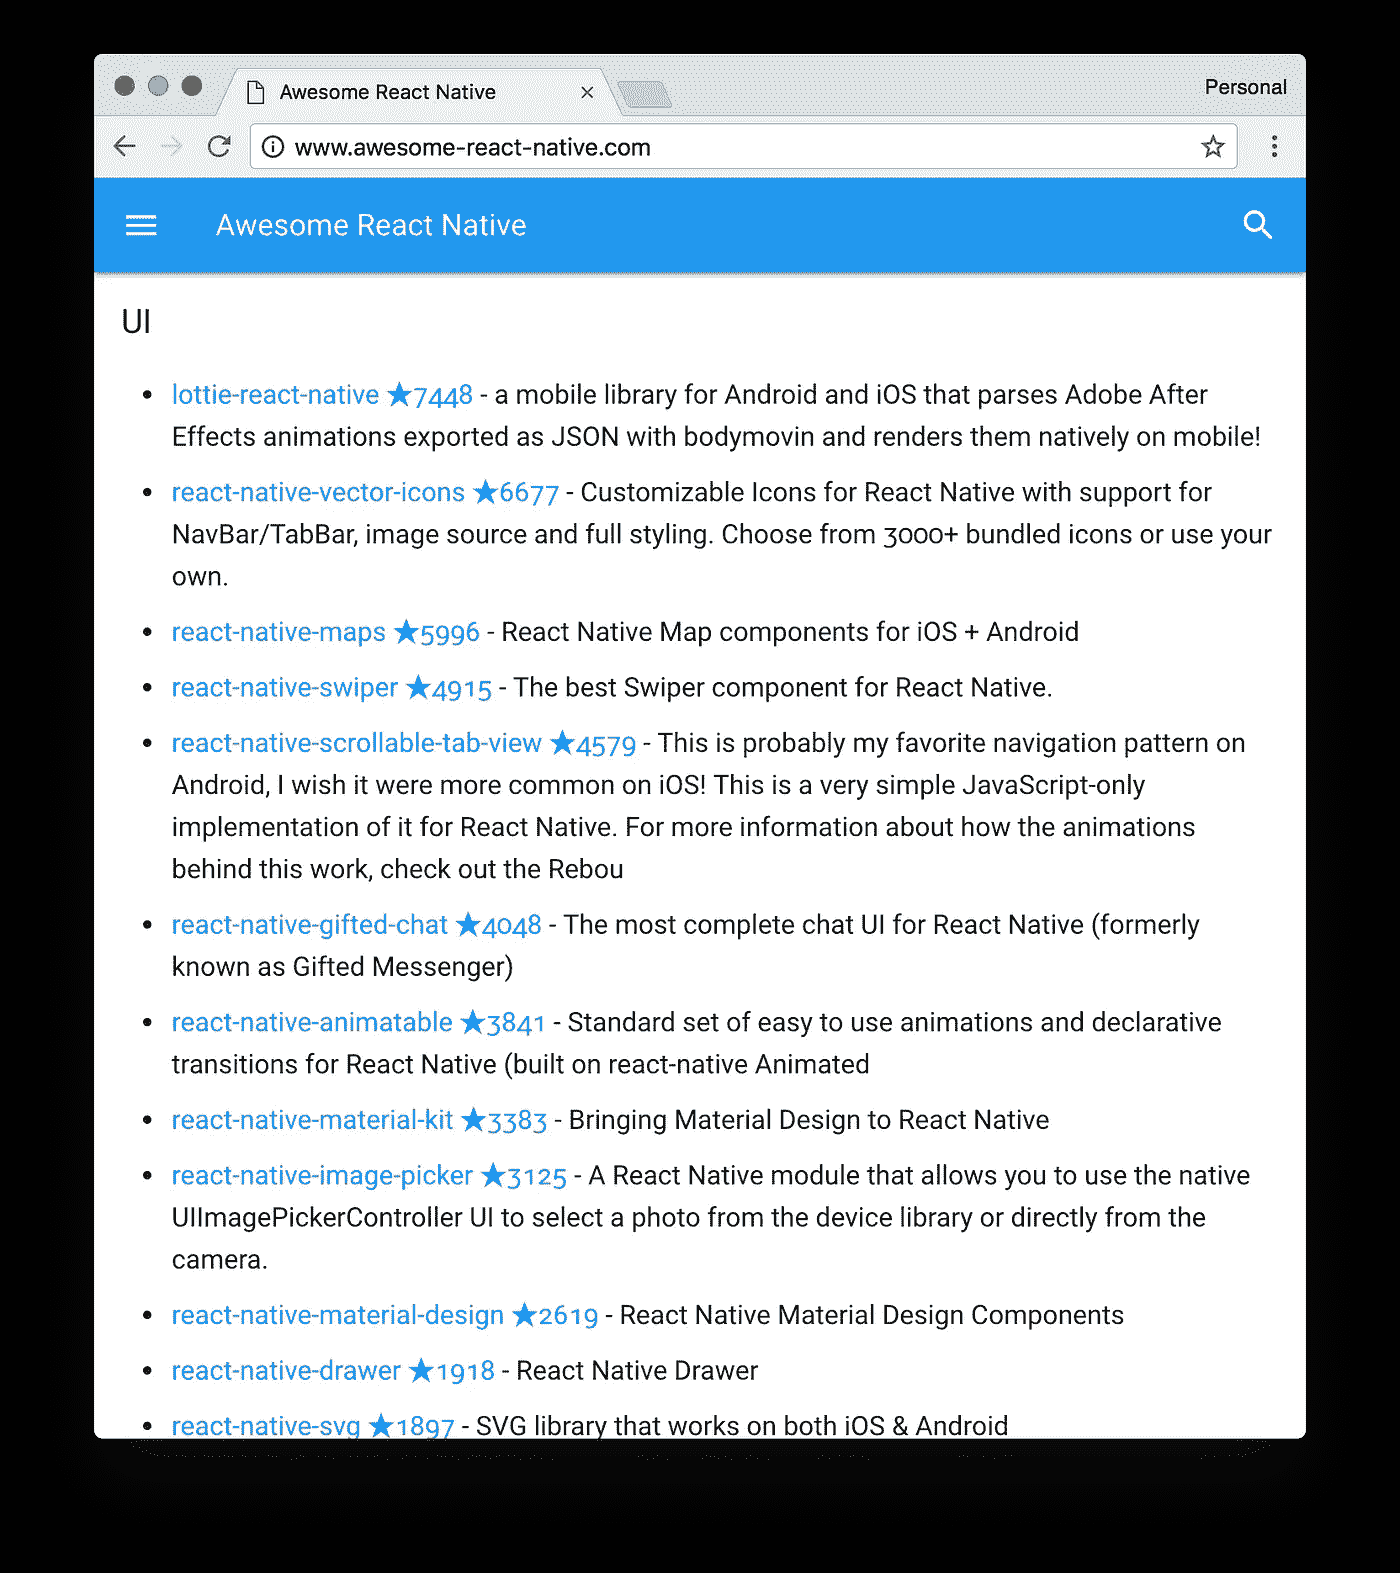 Awesome React Native
Personal
www.awesome-react-native.com
Awesome React Native
UI
lottie-react-native ★7448 - a mobile library for Android and iOS that parses Adobe After
Effects animations exported as JSON with bodymovin and renders them natively on mobile!
react-native-vector-icons ★6677 - Customizable Icons for React Native with support for
NavBar/TabBar, image source and full styling. Choose from 3000+ bundled icons or use your
own.
react-native-maps ★5996 - React Native Map components for iOS + Android
react-native-swiper ★4915 - The best Swiper component for React Native.
react-native-scrollable-tab-view ★4579 - This is probably my favorite navigation pattern on
Android, I wish it were more common on iOS! This is a very simple JavaScript-only
implementation of it for React Native. For more information about how the animations
behind this work, check out the Rebou
react-native-gifted-chat ★4048 - The most complete chat UI for React Native (formerly
known as Gifted Messenger)
react-native-animatable ★3841 - Standard set of easy to use animations and declarative
transitions for React Native (built on react-native Animated
react-native-material-kit ★3383 - Bringing Material Design to React Native
react-native-image-picker ★3125 - A React Native module that allows you to use the native
UIImagePickerController UI to select a photo from the device library or directly from the
camera.
react-native-material-design ★2619 - React Native Material Design Components
react-native-drawer ★1918 - React Native Drawer
react-native-svg ★1897 - SVG library that works on both iOS & Android